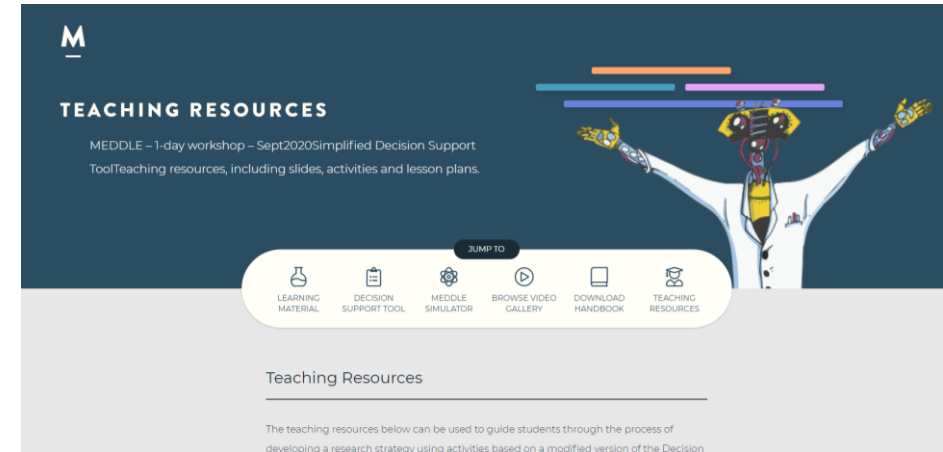 M
TEACHING RESOURCES
MEDDLE – 1-day workshop – Sept2020Simplified Decision Support
ToolTeaching resources, including slides, activities and lesson plans.
JUMP TO
LEARNING
MATERIAL
DECISION
SUPPORT TOOL
MEDDLE
SIMULATOR
BROWSE VIDEO
GALLERY
DOWNLOAD
HANDBOOK
TEACHING
RESOURCES
Teaching Resources
The teaching resources below can be used to guide students through the process of
developing a research strategy using activities based on a modified version of the Decision